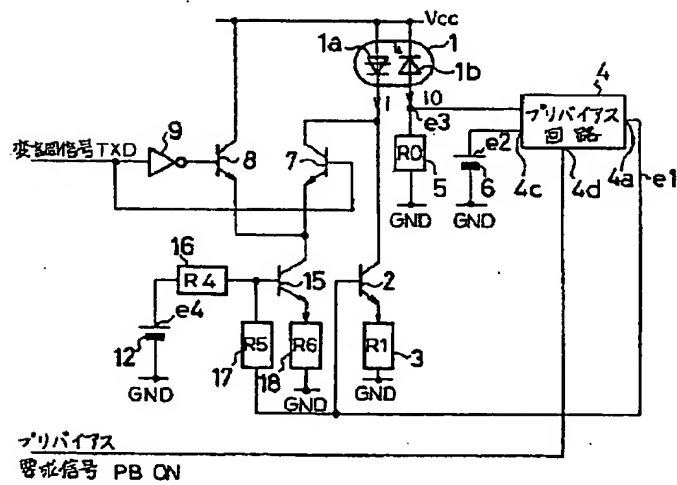 Vcc
1a
1
1b
i
i0
4
プリバイアス
回路
4a
e1
4c
4d
e3
e2
R0
5
6
GND
GND
変調信号TXD
9
8
7
16
R4
15
2
e4
12
R5
R6
R1
3
17
18
GND
GND
GND
プリバイアス
要求信号 PB ON